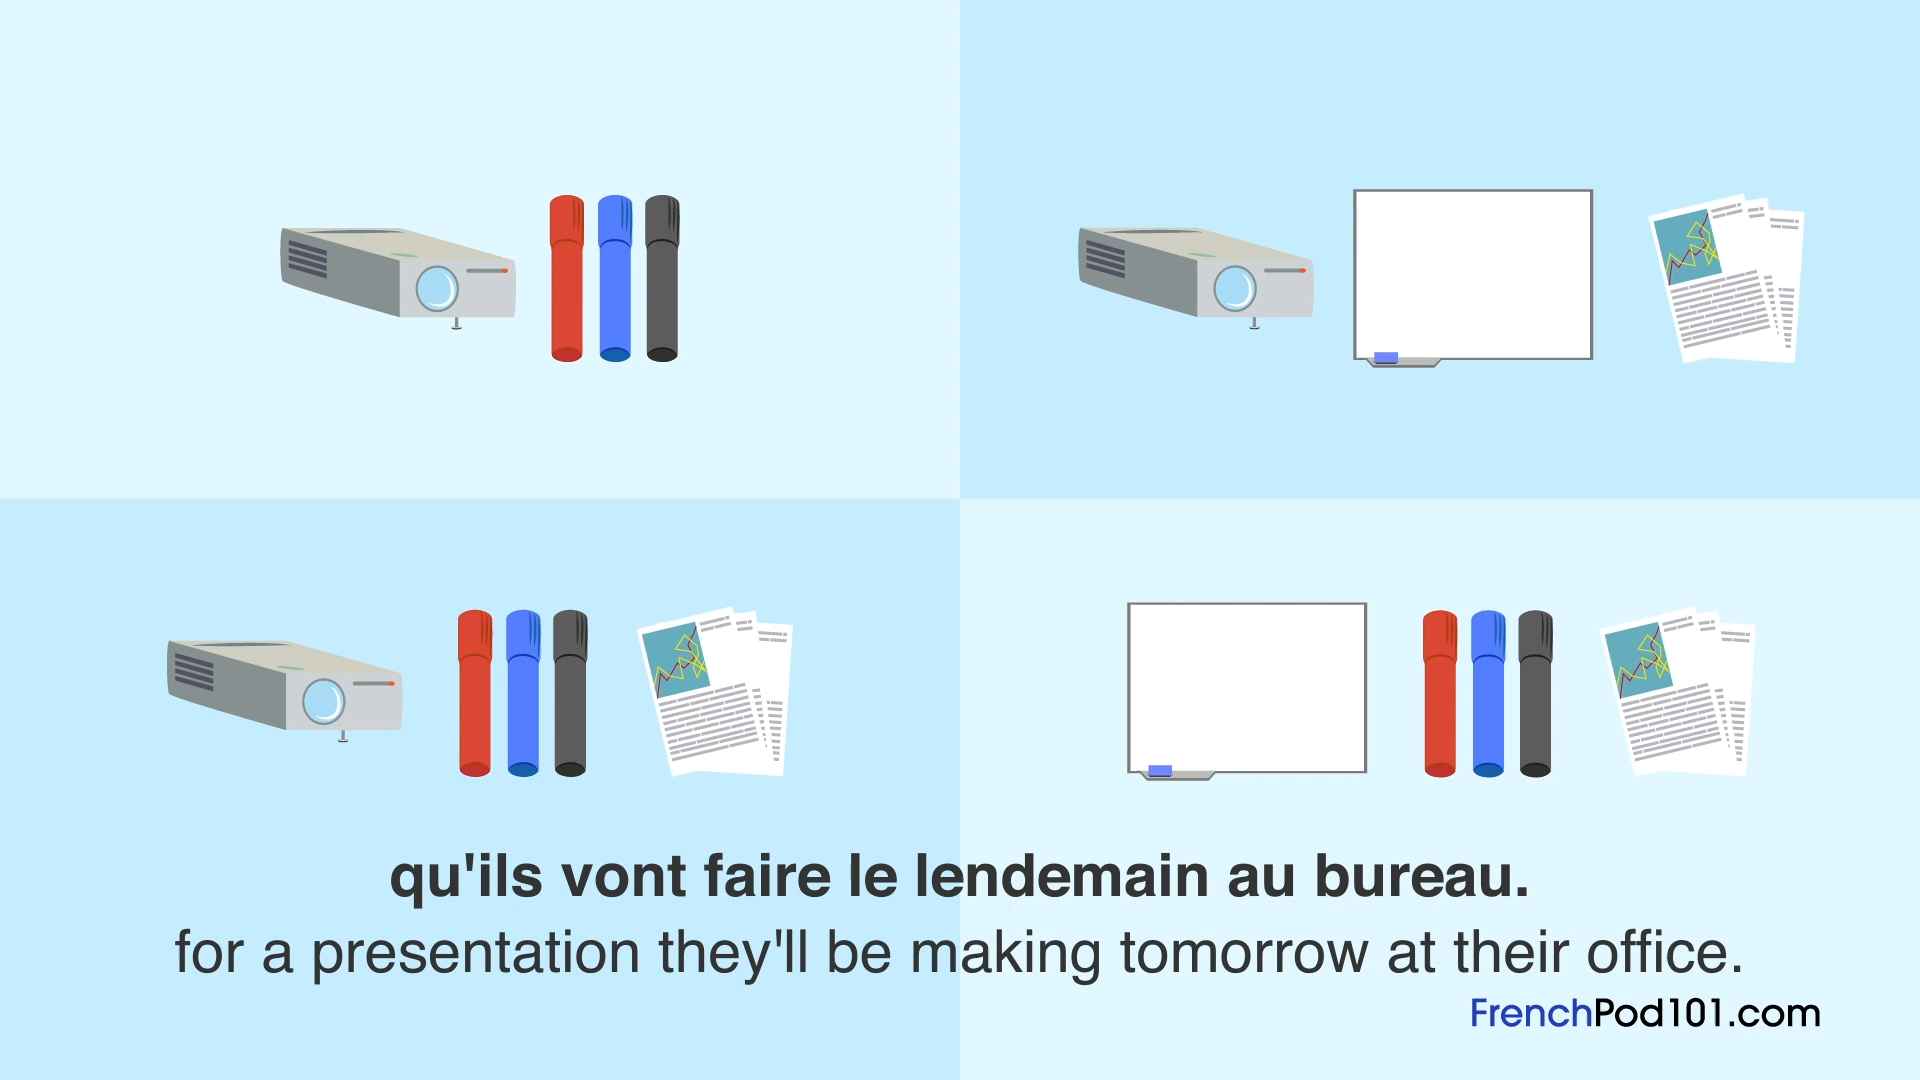 qu'ils vont faire le lendemain au bureau.
for a presentation they'll be making tomorrow at their office.
FrenchPod101.com